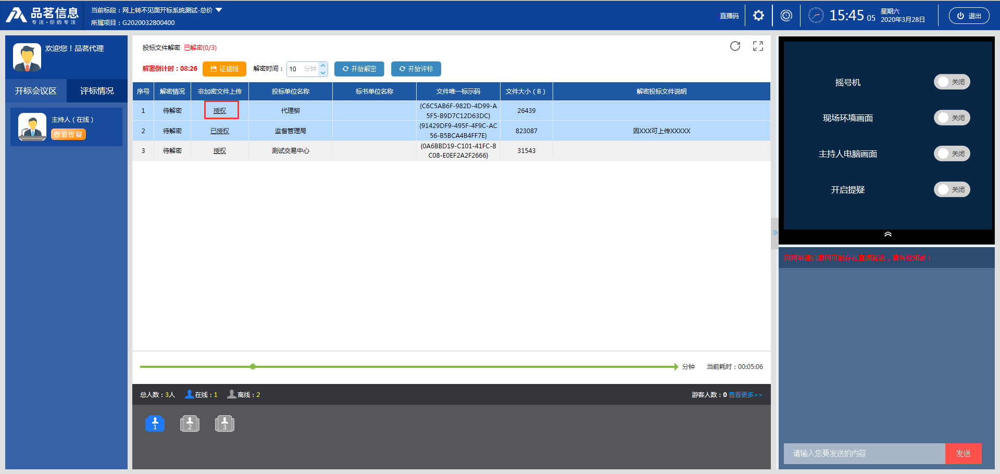 品茗信息
专注·你的专注
当前标段：网上转不见面开标系统测试-总价
所属项目：G2020032800400
直播码
15:45 05
星期六
2020年3月28日
退出
欢迎您！品茗代理
开标会议区
评标情况
主持人（在线）
查看提疑
投标文件解密 已解密(0/3)
解密倒计时：08:26
证据链
解密时间：
10 分钟
开始解密
开始评标
序号 解密情况 非加密文件上传 投标单位名称 标书单位名称 文件唯一标示码 文件大小（B） 解密投标文件说明
1 待解密 授权 代理柳 {C6C5AB6F-982D-4D99-A5F5-B9D7C12D63DC} 26439
2 待解密 已授权 监督管理局 {91429DF9-495F-4F9C-AC56-B5BCA4B4FF7E} 823087 因XXX可上传XXXXX
3 待解密 授权 测试交易中心 {0A6BBD19-C101-41FC-8C08-E0EF2A2F2666} 31543
分钟
当前耗时：00:05:06
总人数：3人
在线：1
离线：2
游客人数：0 查看更多>>
1
2
3
摇号机 关闭
现场环境画面 关闭
主持人电脑画面 关闭
开启提疑 关闭
因网络通信原因可能存在直播延迟，请各位知悉！
请输入您要发送的内容
发送